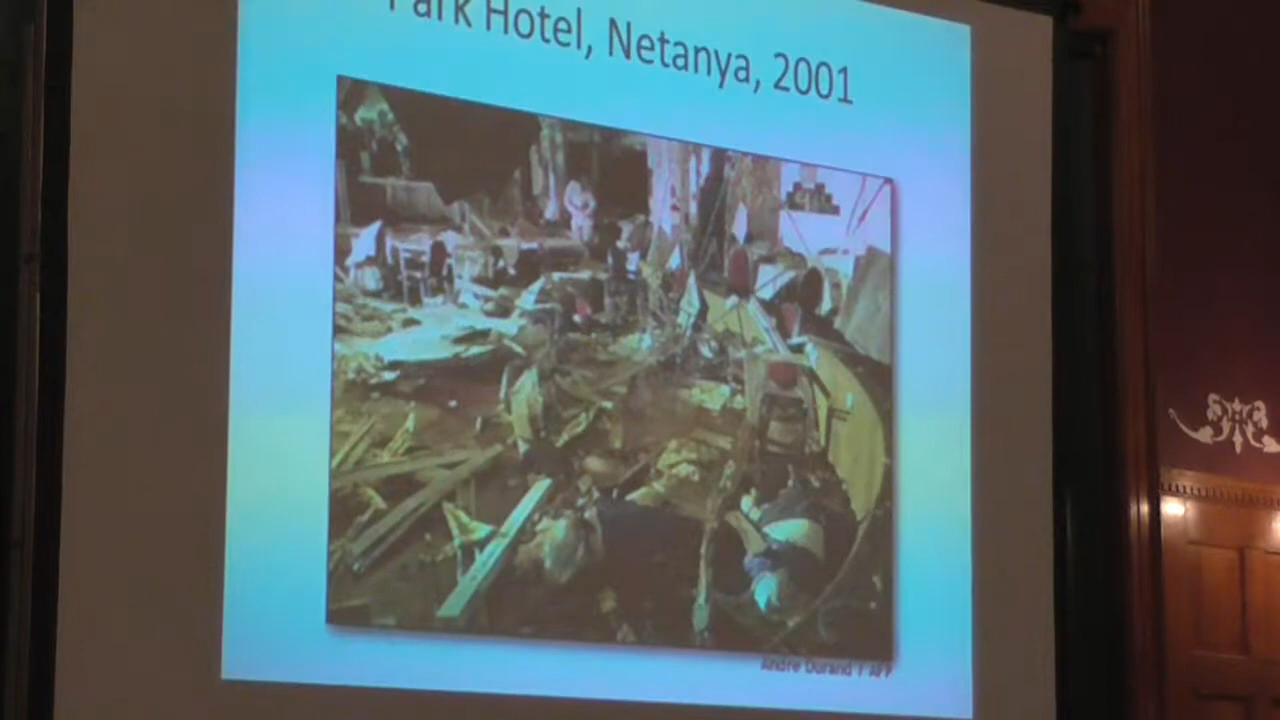 Park Hotel, Netanya, 2001
Andre Durand / AFP